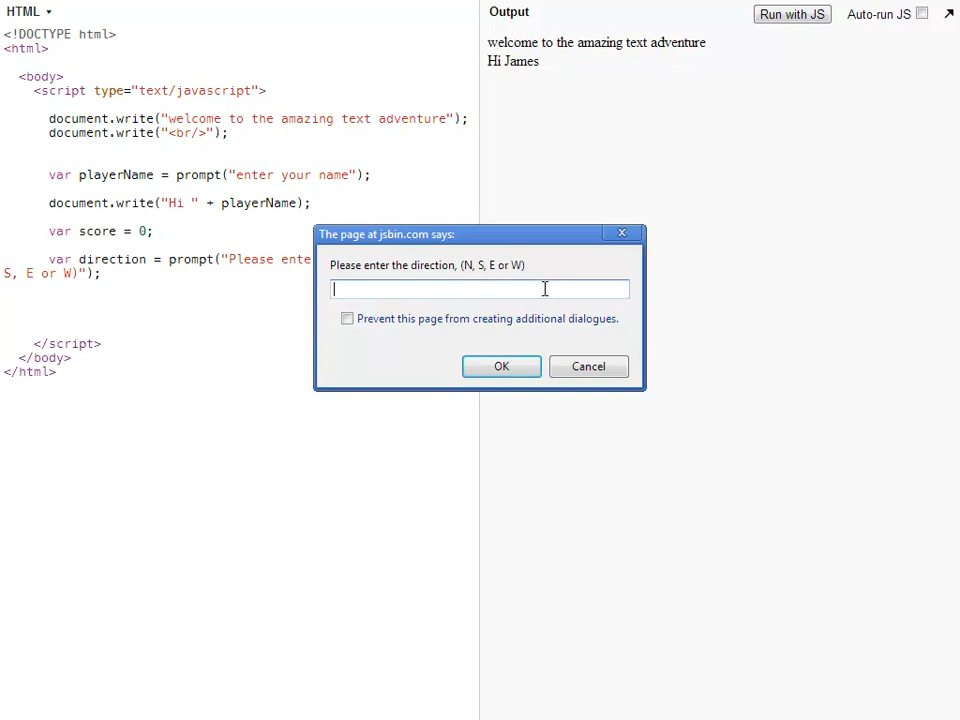 HTML
Output
Run with JS
Auto-run JS
<!DOCTYPE html>
<html>
<body>
<script type="text/javascript">
document.write("welcome to the amazing text adventure");
document.write("<br/>");
var playerName = prompt("enter your name");
document.write("Hi " + playerName);
var score = 0;
var direction = prompt("Please ente
S, E or W)");
</script>
</body>
</html>
welcome to the amazing text adventure
Hi James
The page at jsbin.com says:
Please enter the direction, (N, S, E or W)
Prevent this page from creating additional dialogues.
OK
Cancel